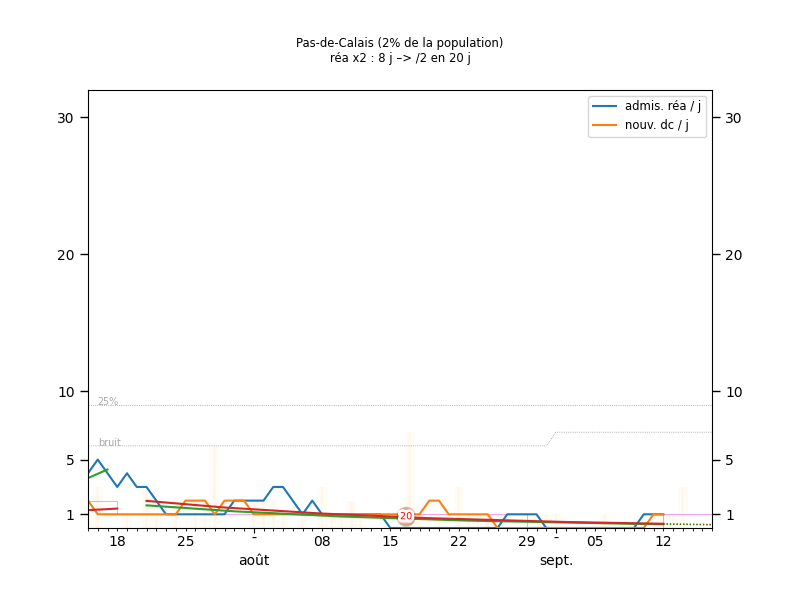 Pas-de-Calais (2% de la population)
réa x2 : 8 j –> /2 en 20 j
admis. réa / j
nouv. dc / j
30 30
20 20
10 10
25%
bruit
5 5
1 1
20
18 25 - 08 15 22 29 - 05 12
août sept.